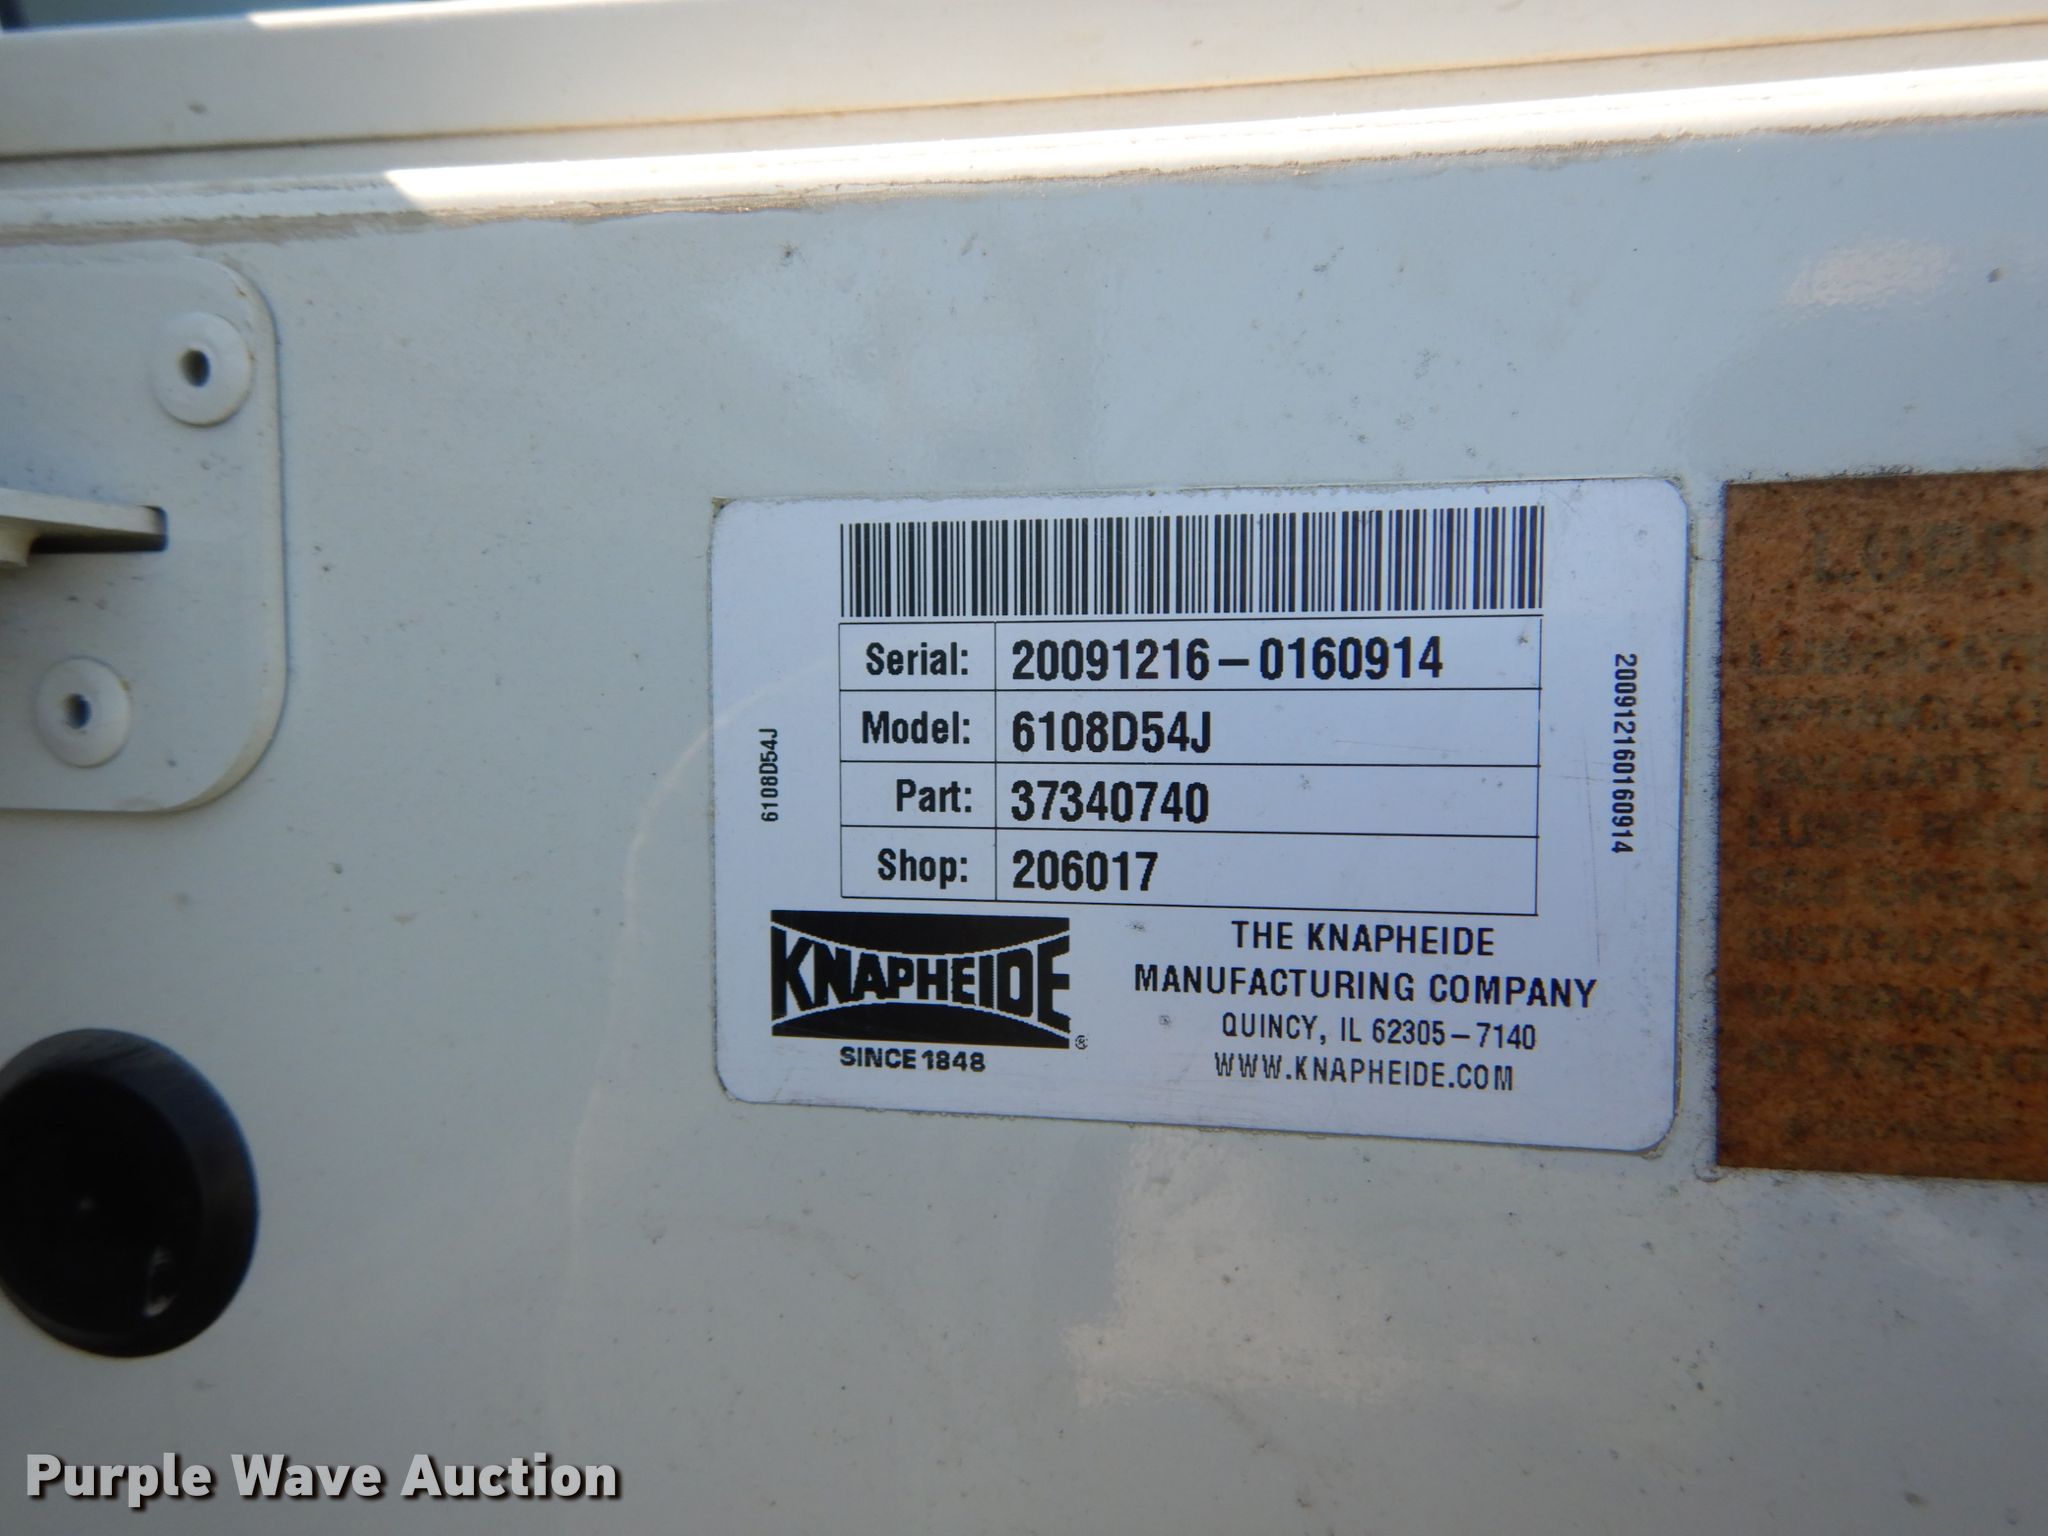 Serial: 20091216-0160914
Model: 6108D54J
Part: 37340740
Shop: 206017
6108D54J
200912160160914
KNAPHEIDE®
SINCE 1848
THE KNAPHEIDE
MANUFACTURING COMPANY
QUINCY, IL 62305-7140
WWW.KNAPHEIDE.COM
Purple Wave Auction